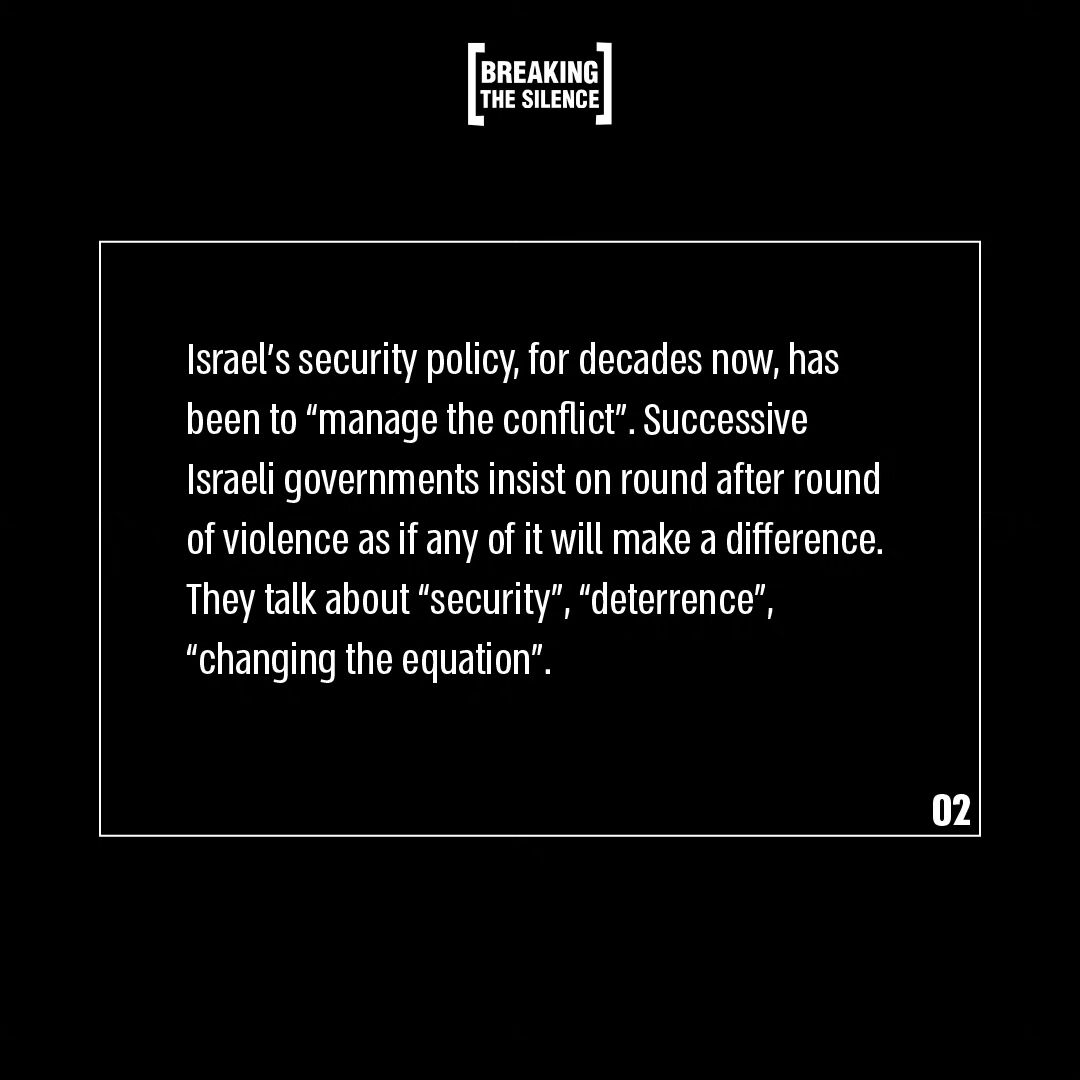 BREAKING
THE SILENCE
Israel’s security policy, for decades now, has
been to “manage the conflict”. Successive
Israeli governments insist on round after round
of violence as if any of it will make a difference.
They talk about “security”, “deterrence”,
“changing the equation”.
02